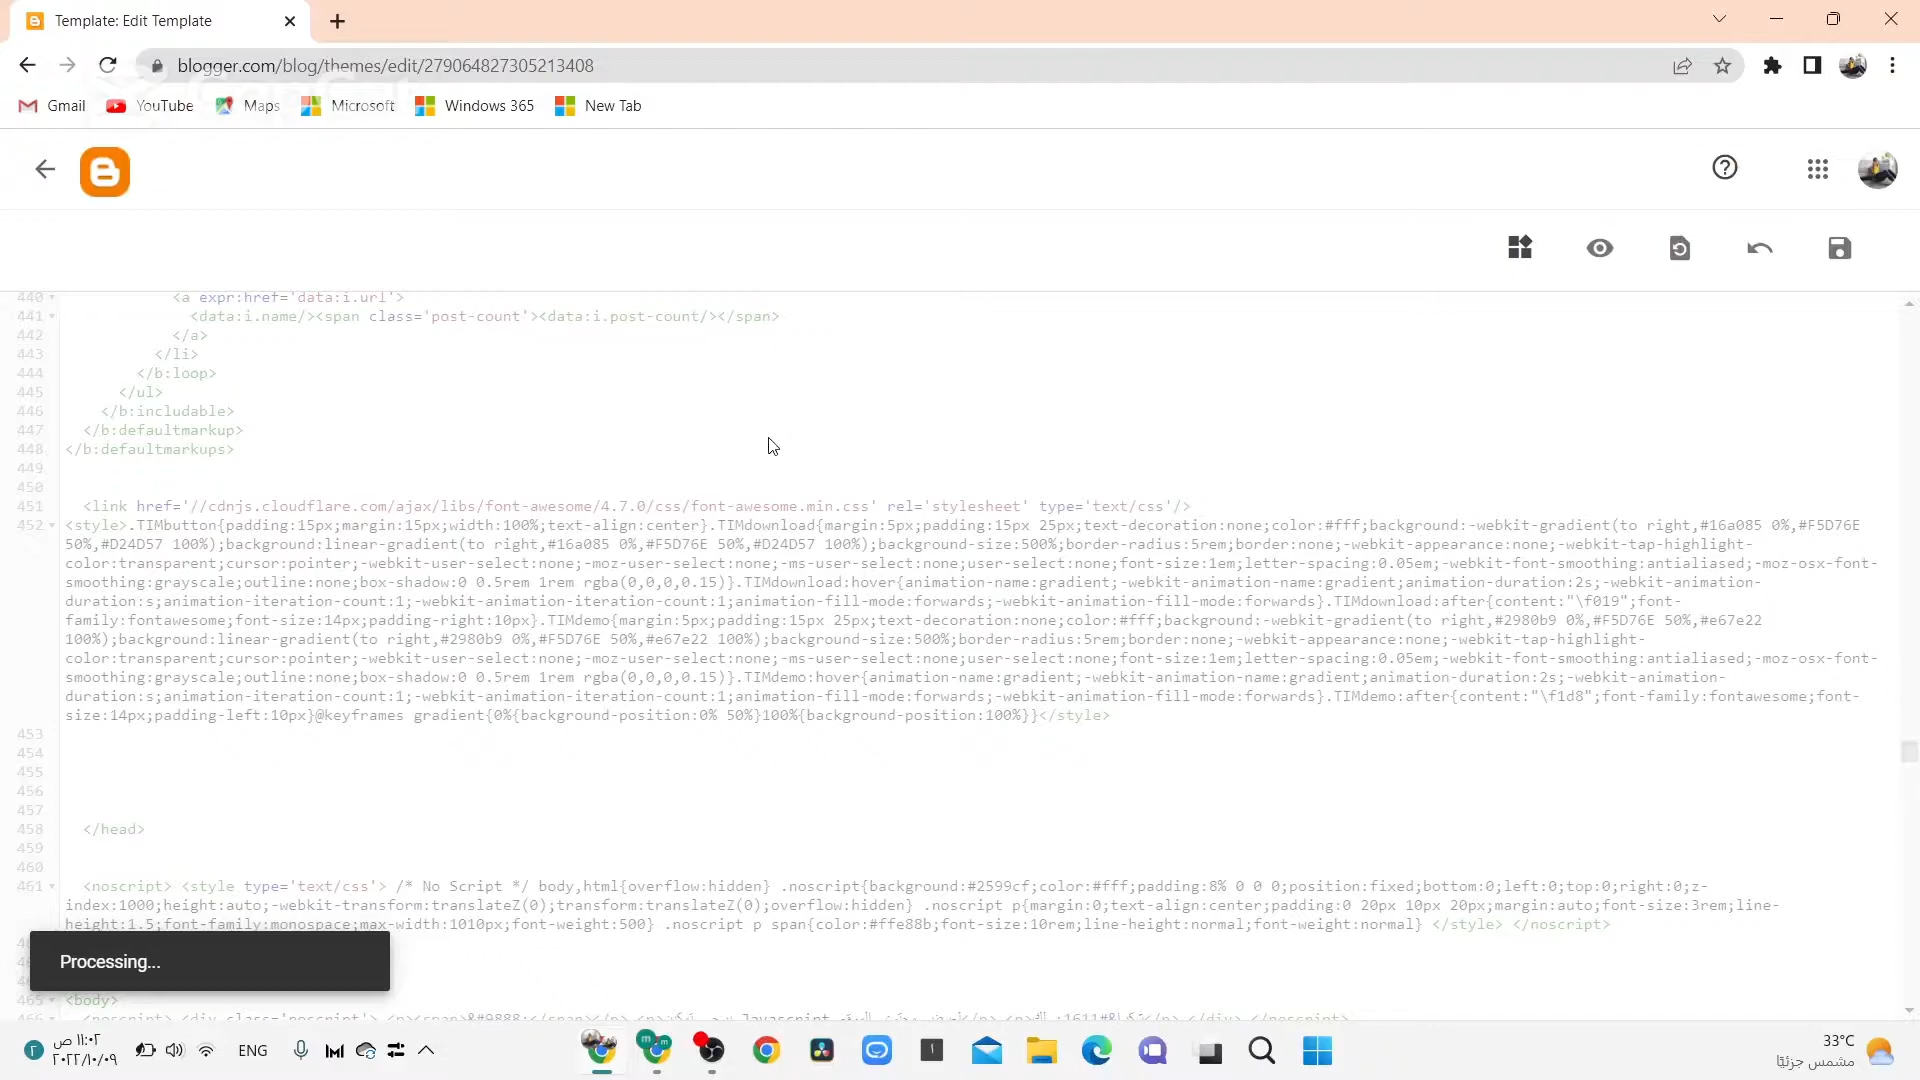 Template: Edit Template
blogger.com/blog/themes/edit/279064827305213408
Gmail YouTube Maps Microsoft Windows 365 New Tab
440 <a expr:href='data:i.url'>
441 <data:i.name/><span class='post-count'><data:i.post-count/></span>
442 </a>
443 </li>
444 </b:loop>
445 </ul>
446 </b:includable>
447 </b:defaultmarkup>
448 </b:defaultmarkups>
449
450
451 <link href='//cdnjs.cloudflare.com/ajax/libs/font-awesome/4.7.0/css/font-awesome.min.css' rel='stylesheet' type='text/css'/>
452 <style>.TIMbutton{padding:15px;margin:15px;width:100%;text-align:center}.TIMdownload{margin:5px;padding:15px 25px;text-decoration:none;color:#fff;background:-webkit-gradient(to right,#16a085 0%,#F5D76E
50%,#D24D57 100%);background:linear-gradient(to right,#16a085 0%,#F5D76E 50%,#D24D57 100%);background-size:500%;border-radius:5rem;border:none;-webkit-appearance:none;-webkit-tap-highlight-
color:transparent;cursor:pointer;-webkit-user-select:none;-moz-user-select:none;-ms-user-select:none;user-select:none;font-size:1em;letter-spacing:0.05em;-webkit-font-smoothing:antialiased;-moz-osx-font-
smoothing:grayscale;outline:none;box-shadow:0 0.5rem 1rem rgba(0,0,0,0.15)}.TIMdownload:hover{animation-name:gradient;-webkit-animation-name:gradient;animation-duration:2s;-webkit-animation-
duration:s;animation-iteration-count:1;-webkit-animation-iteration-count:1;animation-fill-mode:forwards;-webkit-animation-fill-mode:forwards}.TIMdownload:after{content:"\f019";font-
family:fontawesome;font-size:14px;padding-right:10px}.TIMdemo{margin:5px;padding:15px 25px;text-decoration:none;color:#fff;background:-webkit-gradient(to right,#2980b9 0%,#F5D76E 50%,#e67e22
100%);background:linear-gradient(to right,#2980b9 0%,#F5D76E 50%,#e67e22 100%);background-size:500%;border-radius:5rem;border:none;-webkit-appearance:none;-webkit-tap-highlight-
color:transparent;cursor:pointer;-webkit-user-select:none;-moz-user-select:none;-ms-user-select:none;user-select:none;font-size:1em;letter-spacing:0.05em;-webkit-font-smoothing:antialiased;-moz-osx-font-
smoothing:grayscale;outline:none;box-shadow:0 0.5rem 1rem rgba(0,0,0,0.15)}.TIMdemo:hover{animation-name:gradient;-webkit-animation-name:gradient;animation-duration:2s;-webkit-animation-
duration:s;animation-iteration-count:1;-webkit-animation-iteration-count:1;animation-fill-mode:forwards;-webkit-animation-fill-mode:forwards}.TIMdemo:after{content:"\f1d8";font-family:fontawesome;font-
size:14px;padding-left:10px}@keyframes gradient{0%{background-position:0% 50%}100%{background-position:100%}}</style>
453
454
455
456
457
458 </head>
459
460
461 <noscript> <style type='text/css'> /* No Script */ body,html{overflow:hidden} .noscript{background:#2599cf;color:#fff;padding:8% 0 0 0;position:fixed;bottom:0;left:0;top:0;right:0;z-
index:1000;height:auto;-webkit-transform:translateZ(0);transform:translateZ(0);overflow:hidden} .noscript p{margin:0;text-align:center;padding:0 20px 10px 20px;margin:auto;font-size:3rem;line-
height:1.5;font-family:monospace;max-width:1010px;font-weight:500} .noscript p span{color:#ffe88b;font-size:10rem;line-height:normal;font-weight:normal} </style> </noscript>
Processing...
465 <body>
466 <noscript> <div class='noscript'> <p><span>&#9888;</span></p> <p> Javascript </p> <p> &#1611; </p> </div> </noscript>
١١:٠٢ ص
٢٠٢٢/١٠/٠٩
٢
ENG
33°C
مشمس جزئيًا